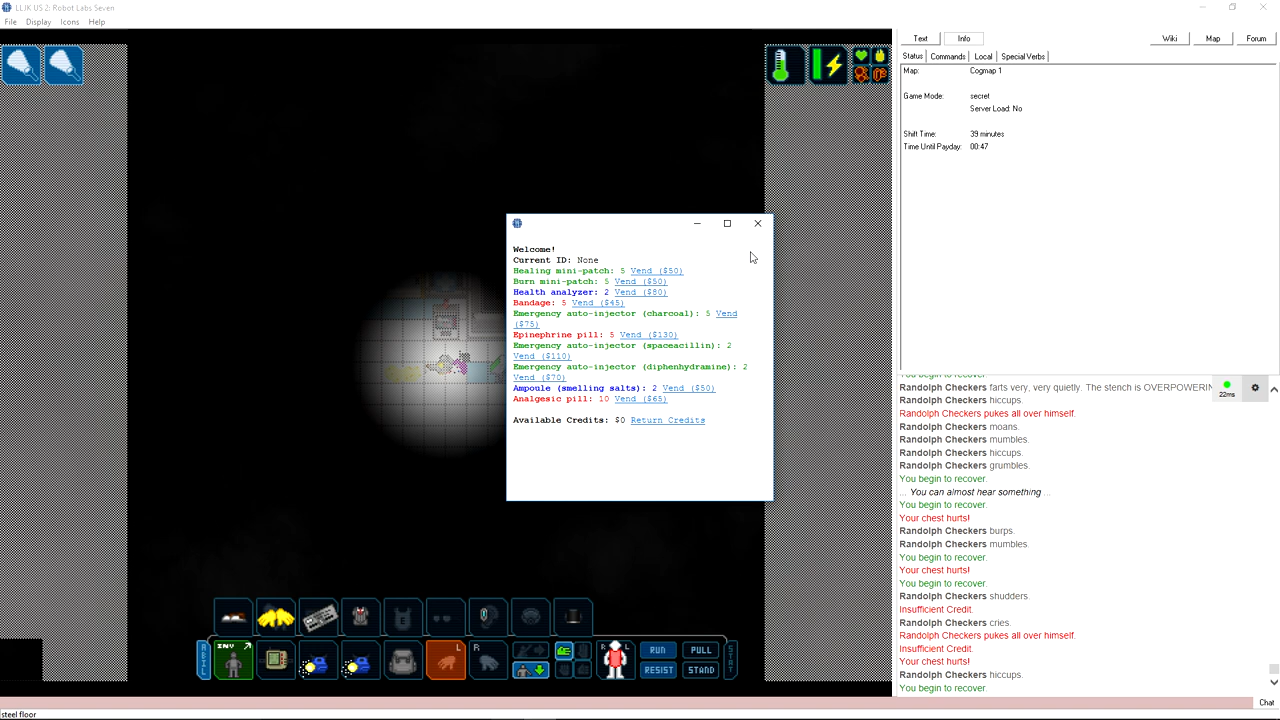 LLJK US 2: Robot Labs Seven
File Display Icons Help
Text Info Wiki Map Forum
Status Commands Local Special Verbs
Map: Cogmap 1
Game Mode: secret
Server Load: No
Shift Time: 39 minutes
Time Until Payday: 00:47
Welcome!
Current ID: None
Healing mini-patch: 5 Vend ($50)
Burn mini-patch: 5 Vend ($50)
Health analyzer: 2 Vend ($80)
Bandage: 5 Vend ($45)
Emergency auto-injector (charcoal): 5 Vend
($75)
Epinephrine pill: 5 Vend ($130)
Emergency auto-injector (spaceacillin): 2
Vend ($110)
Emergency auto-injector (diphenhydramine): 2
Vend ($70)
Ampoule (smelling salts): 2 Vend ($50)
Analgesic pill: 10 Vend ($65)
Available Credits: $0 Return Credits
You begin to recover.
Randolph Checkers farts very, very quietly. The stench is OVERPOWERIN
22ms
Randolph Checkers hiccups.
Randolph Checkers pukes all over himself.
Randolph Checkers moans.
Randolph Checkers mumbles.
Randolph Checkers hiccups.
Randolph Checkers grumbles.
You begin to recover.
... You can almost hear something ...
You begin to recover.
Your chest hurts!
Randolph Checkers burps.
Randolph Checkers mumbles.
You begin to recover.
Your chest hurts!
You begin to recover.
Randolph Checkers shudders.
Insufficient Credit.
Randolph Checkers cries.
Randolph Checkers pukes all over himself.
Insufficient Credit.
Your chest hurts!
Randolph Checkers hiccups.
You begin to recover.
Chat
ABIL
INV
L
R
R L
RUN PULL
RESIST STAND
STAT
steel floor